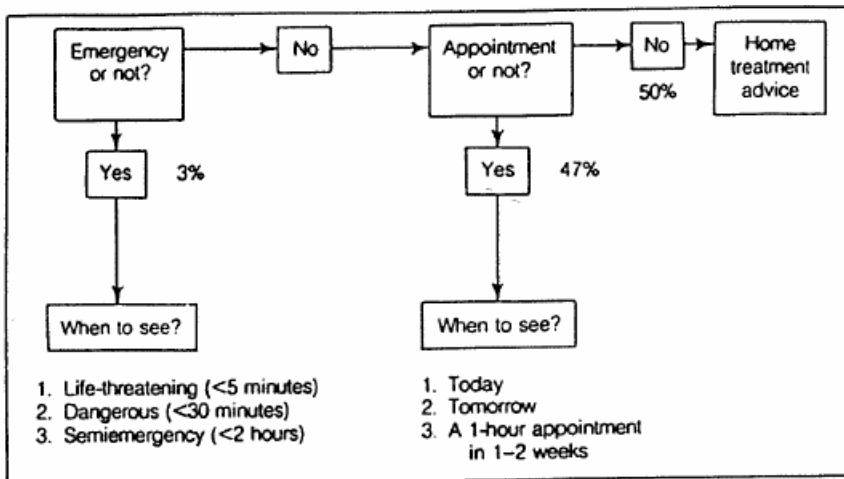 Emergency
or not?
No
Appointment
or not?
No
50%
Home
treatment
advice
Yes
3%
Yes
47%
When to see?
When to see?
1. Life-threatening (<5 minutes)
2. Dangerous (<30 minutes)
3. Semiemergency (<2 hours)
1. Today
2. Tomorrow
3. A 1-hour appointment
in 1–2 weeks